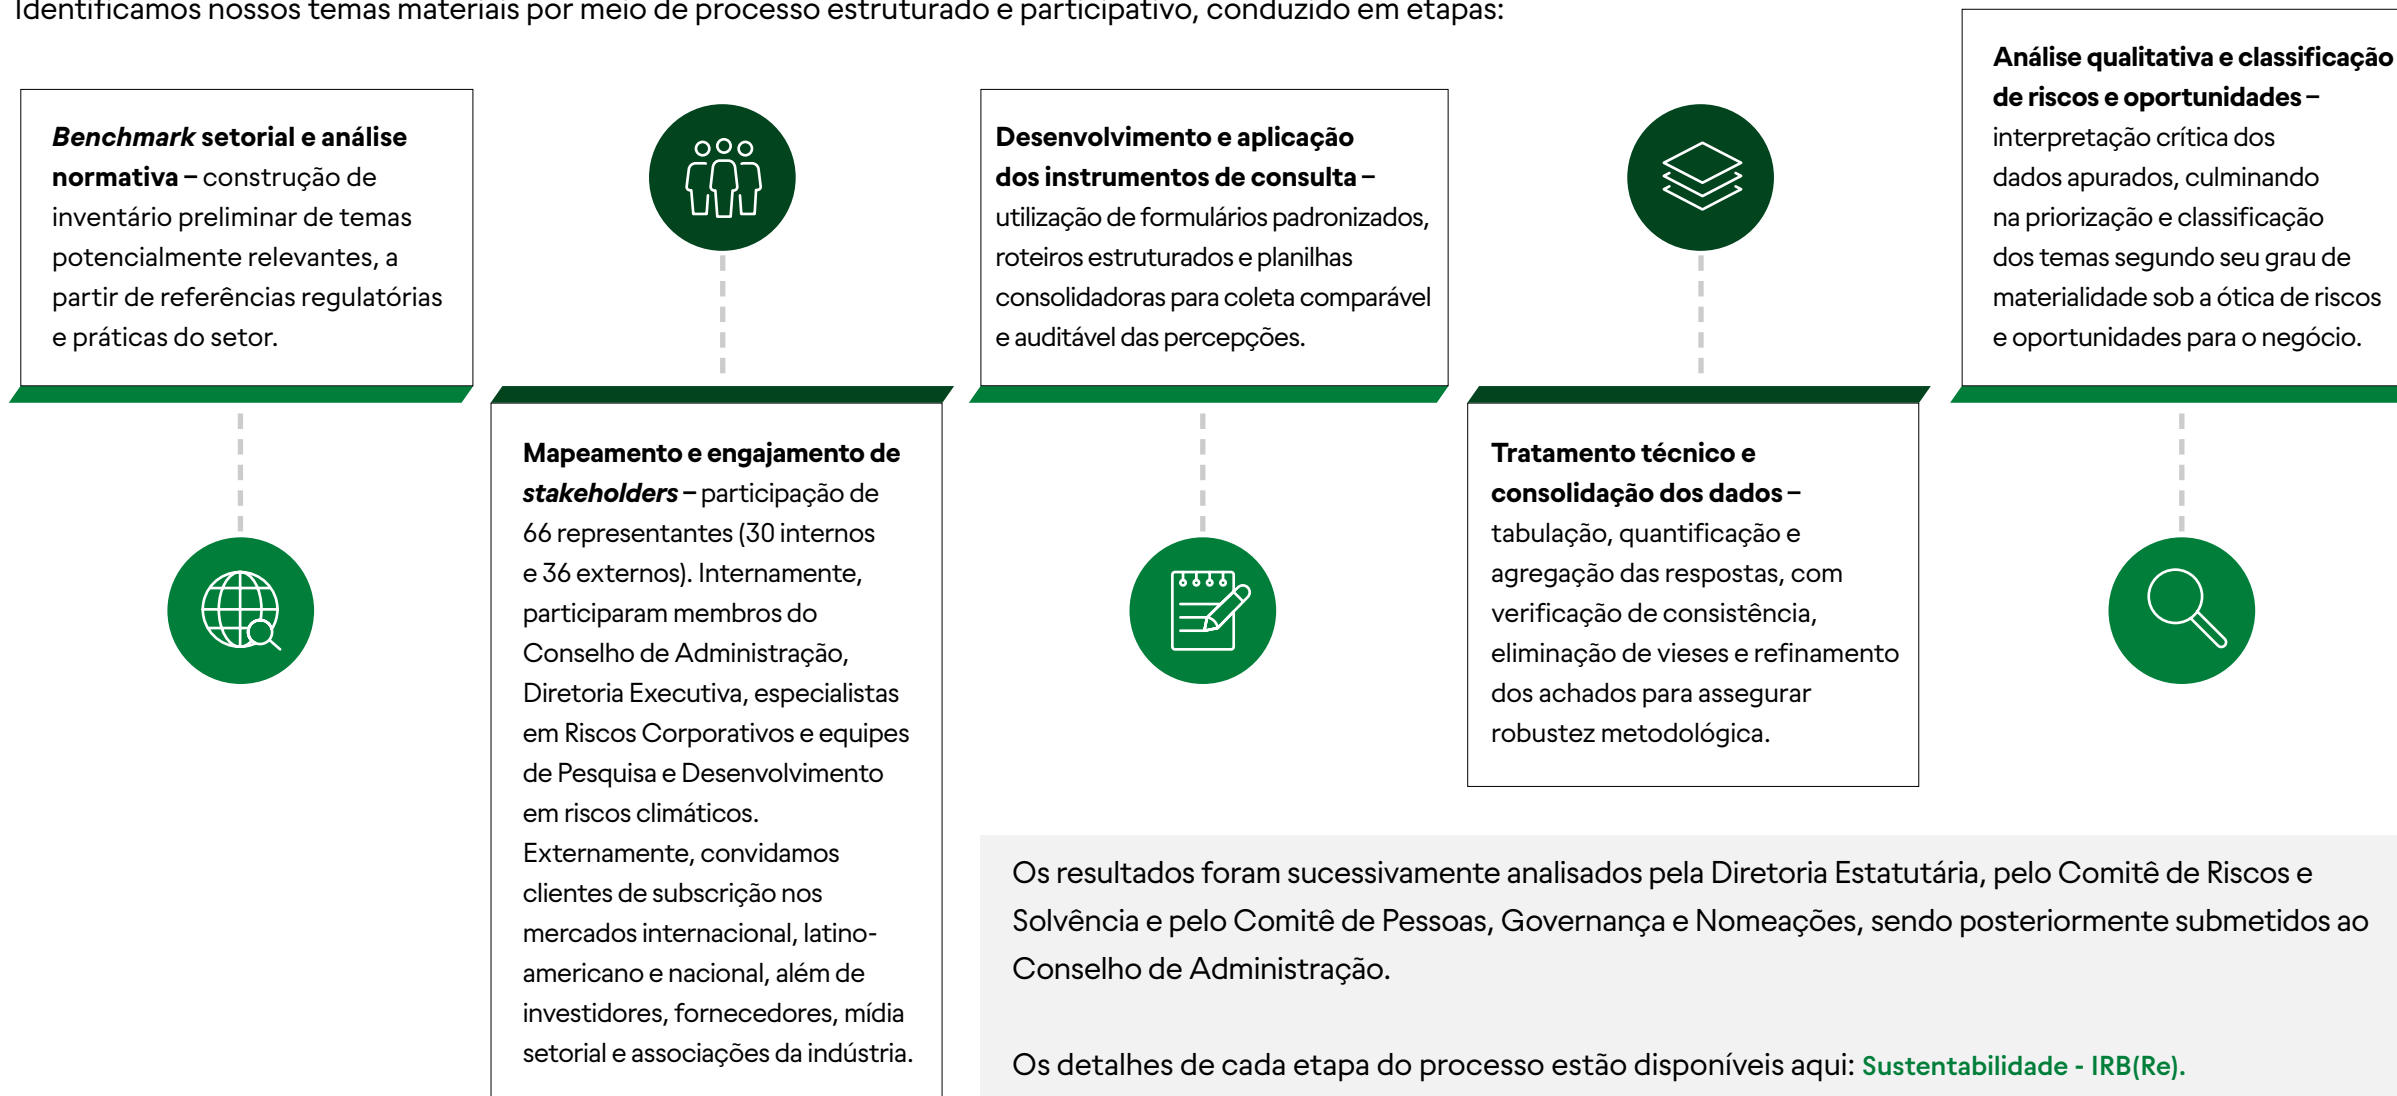 Identificamos nossos temas materiais por meio de processo estruturado e participativo, conduzido em etapas:
Benchmark setorial e análise
normativa – construção de
inventário preliminar de temas
potencialmente relevantes, a
partir de referências regulatórias
e práticas do setor.
Mapeamento e engajamento de
stakeholders – participação de
66 representantes (30 internos
e 36 externos). Internamente,
participaram membros do
Conselho de Administração,
Diretoria Executiva, especialistas
em Riscos Corporativos e equipes
de Pesquisa e Desenvolvimento
em riscos climáticos.
Externamente, convidamos
clientes de subscrição nos
mercados internacional, latino-
americano e nacional, além de
investidores, fornecedores, mídia
setorial e associações da indústria.
Desenvolvimento e aplicação
dos instrumentos de consulta –
utilização de formulários padronizados,
roteiros estruturados e planilhas
consolidadoras para coleta comparável
e auditável das percepções.
Tratamento técnico e
consolidação dos dados –
tabulação, quantificação e
agregação das respostas, com
verificação de consistência,
eliminação de vieses e refinamento
dos achados para assegurar
robustez metodológica.
Análise qualitativa e classificação
de riscos e oportunidades –
interpretação crítica dos
dados apurados, culminando
na priorização e classificação
dos temas segundo seu grau de
materialidade sob a ótica de riscos
e oportunidades para o negócio.
Os resultados foram sucessivamente analisados pela Diretoria Estatutária, pelo Comitê de Riscos e
Solvência e pelo Comitê de Pessoas, Governança e Nomeações, sendo posteriormente submetidos ao
Conselho de Administração.
Os detalhes de cada etapa do processo estão disponíveis aqui: Sustentabilidade - IRB(Re).